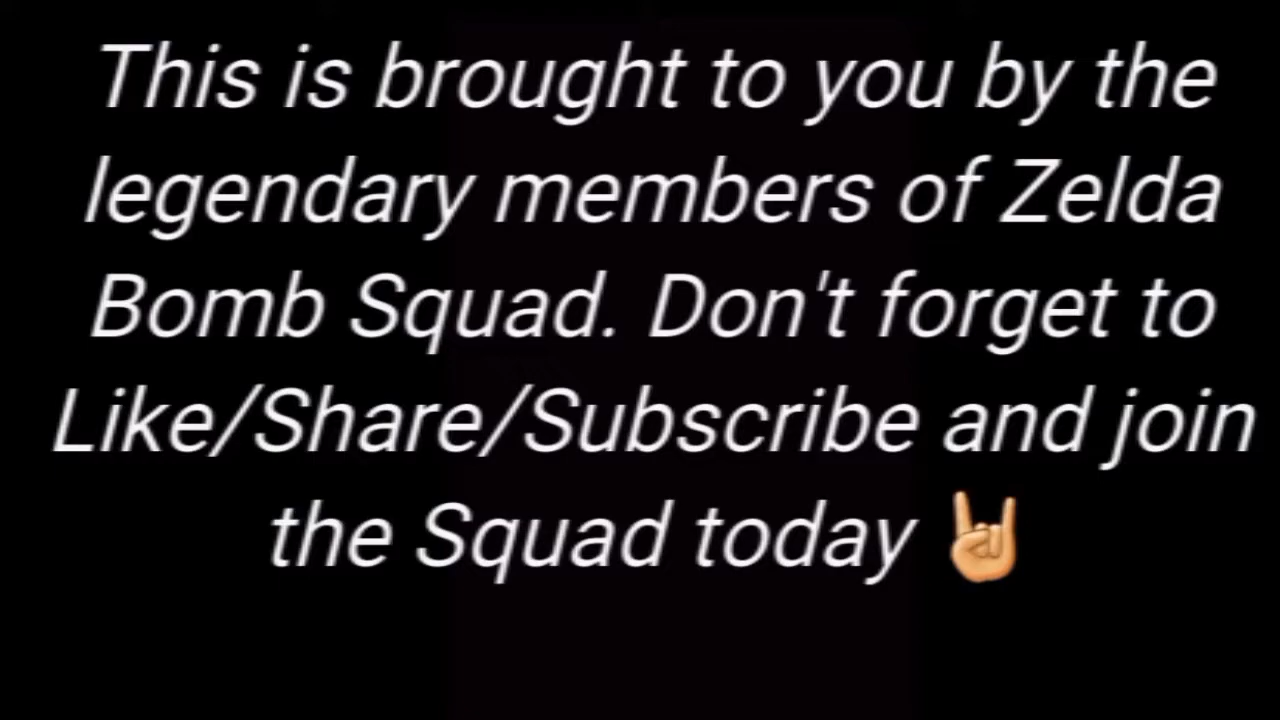 This is brought to you by the
legendary members of Zelda
Bomb Squad. Don't forget to
Like/Share/Subscribe and join
the Squad today 🤘